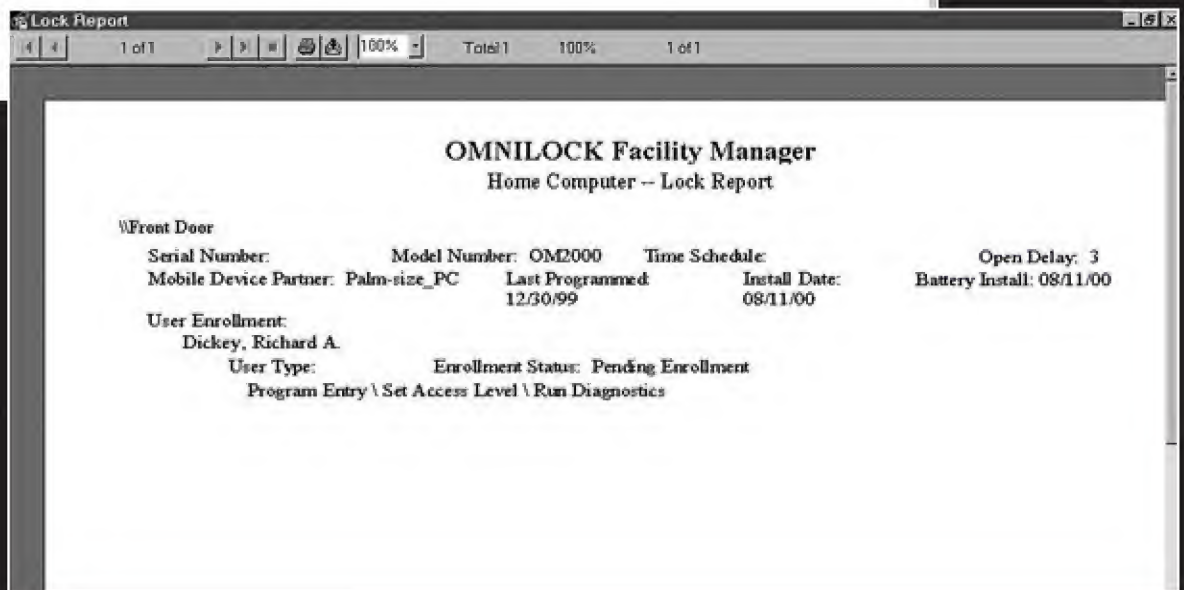 Lock Report
1 of 1 100% Total 1 100% 1 of 1
OMNILOCK Facility Manager
Home Computer -- Lock Report
\\Front Door
Serial Number: Model Number: OM2000 Time Schedule: Open Delay: 3
Mobile Device Partner: Palm-size_PC Last Programmed: Install Date: Battery Install: 08/11/00
12/30/99 08/11/00
User Enrollment:
Dickey, Richard A.
User Type: Enrollment Status: Pending Enrollment
Program Entry \ Set Access Level \ Run Diagnostics